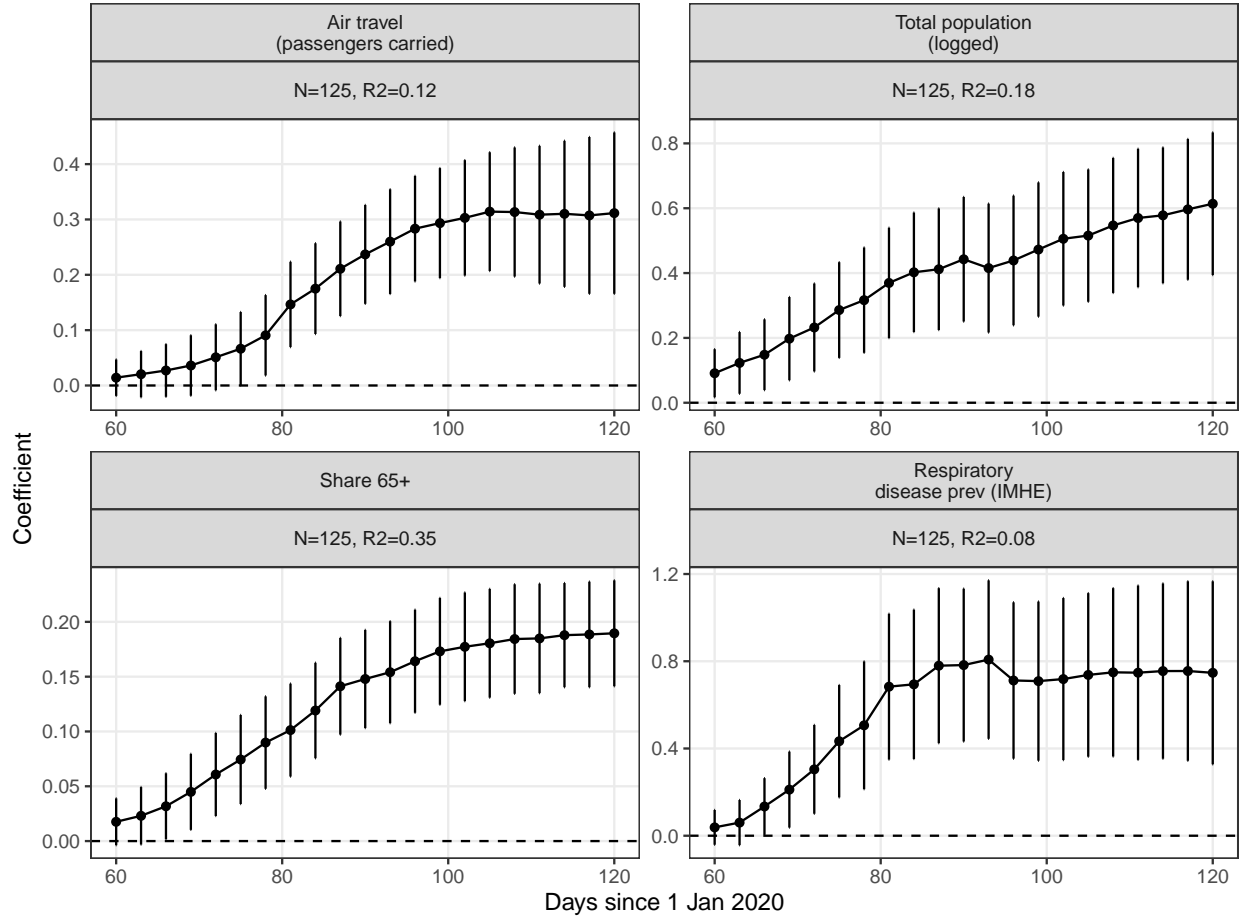 Air travel
(passengers carried)
N=125, R2=0.12
0.4
0.3
0.2
0.1
0.0
60 80 100 120
Total population
(logged)
N=125, R2=0.18
0.8
0.6
0.4
0.2
0.0
60 80 100 120
Coefficient
Share 65+
N=125, R2=0.35
0.20
0.15
0.10
0.05
0.00
60 80 100 120
Respiratory
disease prev (IMHE)
N=125, R2=0.08
1.2
0.8
0.4
0.0
60 80 100 120
Days since 1 Jan 2020